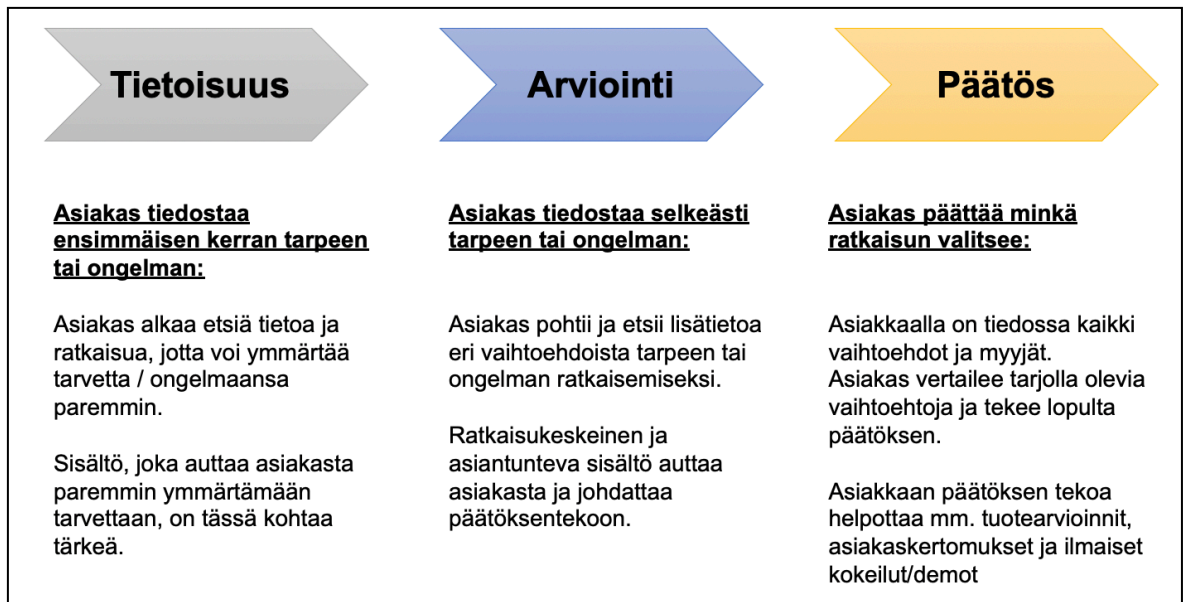 Tietoisuus
Arviointi
Päätös
Asiakas tiedostaa
ensimmäisen kerran tarpeen
tai ongelman:
Asiakas alkaa etsiä tietoa ja
ratkaisua, jotta voi ymmärtää
tarvetta / ongelmaansa
paremmin.
Sisältö, joka auttaa asiakasta
paremmin ymmärtämään
tarvettaan, on tässä kohtaa
tärkeä.
Asiakas tiedostaa selkeästi
tarpeen tai ongelman:
Asiakas pohtii ja etsii lisätietoa
eri vaihtoehdoista tarpeen tai
ongelman ratkaisemiseksi.
Ratkaisukeskeinen ja
asiantunteva sisältö auttaa
asiakasta ja johdattaa
päätöksentekoon.
Asiakas päättää minkä
ratkaisun valitsee:
Asiakkaalla on tiedossa kaikki
vaihtoehdot ja myyjät.
Asiakas vertailee tarjolla olevia
vaihtoehtoja ja tekee lopulta
päätöksen.
Asiakkaan päätöksen tekoa
helpottaa mm. tuotearvioinnit,
asiakaskertomukset ja ilmaiset
kokeilut/demot